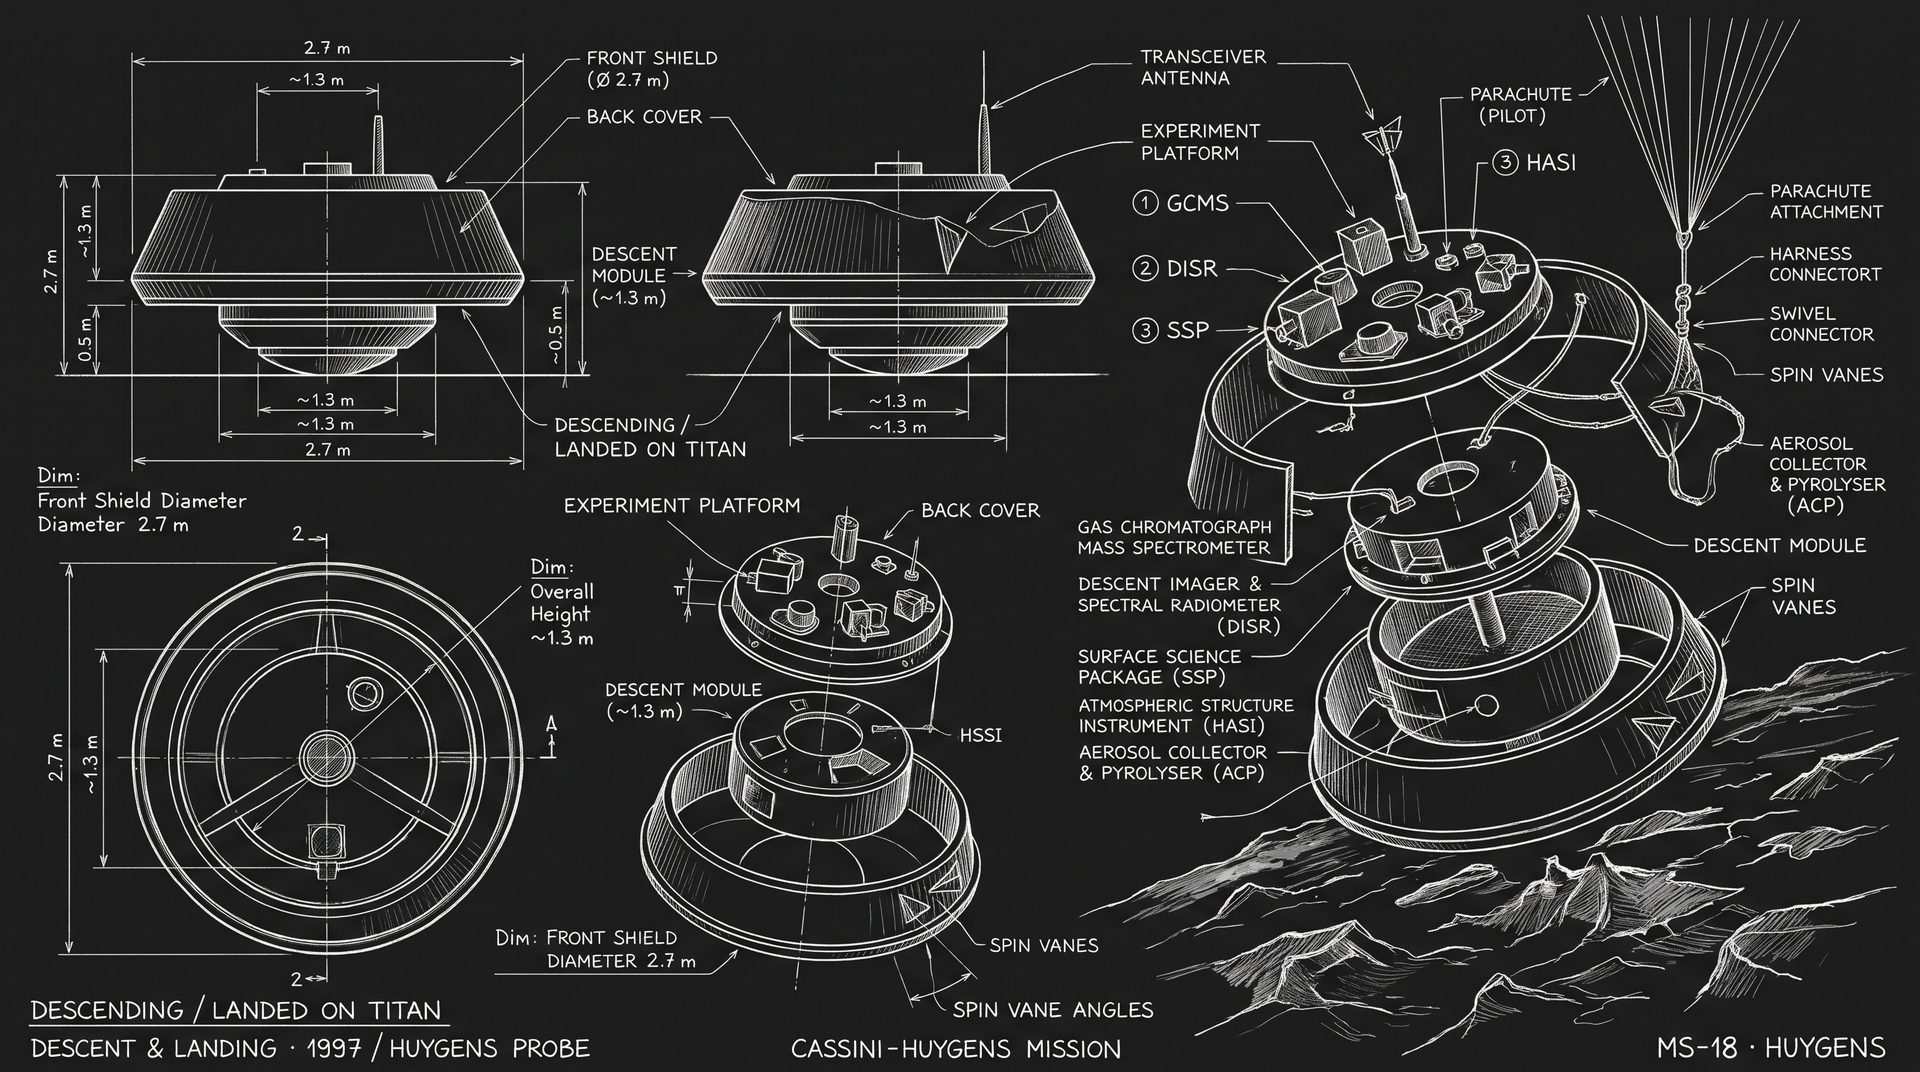 2.7 m
~1.3 m
FRONT SHIELD
(Ø 2.7 m)
BACK COVER
2.7 m
~1.3 m
0.5 m
~0.5 m
~1.3 m
~1.3 m
2.7 m
DESCENT
MODULE
(~1.3 m)
DESCENDING /
LANDED ON TITAN
~1.3 m
~1.3 m
TRANSCEIVER
ANTENNA
EXPERIMENT
PLATFORM
1 GCMS
2 DISR
3 SSP
PARACHUTE
(PILOT)
3 HASI
PARACHUTE
ATTACHMENT
HARNESS
CONNECTORT
SWIVEL
CONNECTOR
SPIN VANES
AEROSOL
COLLECTOR
& PYROLYSER
(ACP)
DESCENT MODULE
SPIN
VANES
GAS CHROMATOGRAPH
MASS SPECTROMETER
DESCENT IMAGER &
SPECTRAL RADIOMETER
(DISR)
SURFACE SCIENCE
PACKAGE (SSP)
ATMOSPHERIC STRUCTURE
INSTRUMENT (HASI)
AEROSOL COLLECTOR
& PYROLYSER (ACP)
Dim:
Front Shield Diameter
Diameter 2.7 m
2
2.7 m
~1.3 m
A
2
Dim:
Overall
Height
~1.3 m
EXPERIMENT PLATFORM
BACK COVER
DESCENT MODULE
(~1.3 m)
HSSI
Dim: FRONT SHIELD
DIAMETER 2.7 m
SPIN VANES
SPIN VANE ANGLES
DESCENDING / LANDED ON TITAN
DESCENT & LANDING · 1997 / HUYGENS PROBE
CASSINI-HUYGENS MISSION
MS-18 · HUYGENS